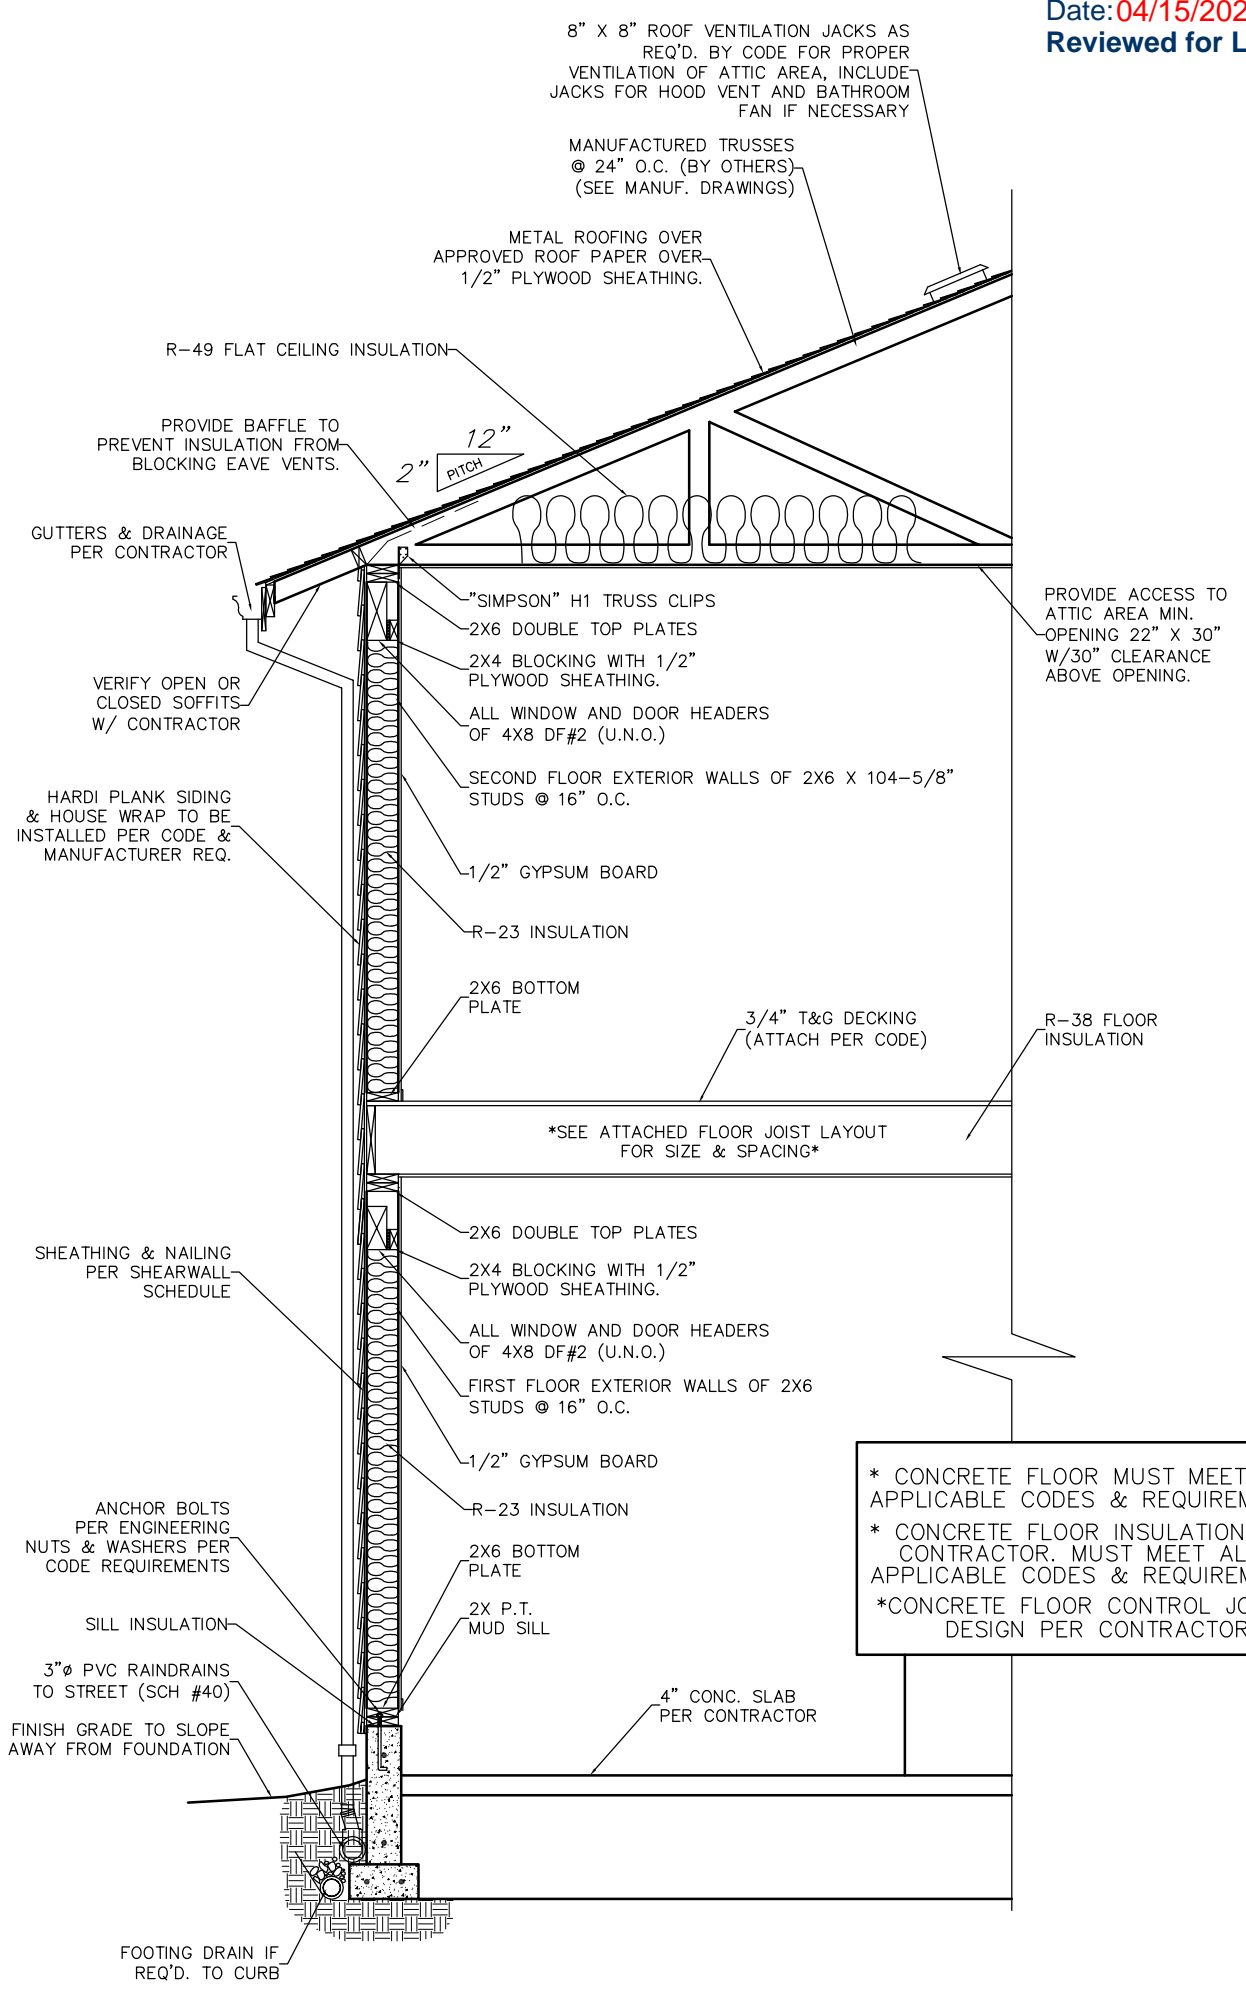 Date: 04/15/202
Reviewed for L
8" X 8" ROOF VENTILATION JACKS AS
REQ'D. BY CODE FOR PROPER
VENTILATION OF ATTIC AREA, INCLUDE
JACKS FOR HOOD VENT AND BATHROOM
FAN IF NECESSARY
MANUFACTURED TRUSSES
@ 24" O.C. (BY OTHERS)
(SEE MANUF. DRAWINGS)
METAL ROOFING OVER
APPROVED ROOF PAPER OVER
1/2" PLYWOOD SHEATHING.
R-49 FLAT CEILING INSULATION
PROVIDE BAFFLE TO
PREVENT INSULATION FROM
BLOCKING EAVE VENTS.
12"
2"
PITCH
GUTTERS & DRAINAGE
PER CONTRACTOR
"SIMPSON" H1 TRUSS CLIPS
2X6 DOUBLE TOP PLATES
2X4 BLOCKING WITH 1/2"
PLYWOOD SHEATHING.
PROVIDE ACCESS TO
ATTIC AREA MIN.
OPENING 22" X 30"
W/30" CLEARANCE
ABOVE OPENING.
VERIFY OPEN OR
CLOSED SOFFITS
W/ CONTRACTOR
ALL WINDOW AND DOOR HEADERS
OF 4X8 DF#2 (U.N.O.)
SECOND FLOOR EXTERIOR WALLS OF 2X6 X 104-5/8"
STUDS @ 16" O.C.
HARDI PLANK SIDING
& HOUSE WRAP TO BE
INSTALLED PER CODE &
MANUFACTURER REQ.
1/2" GYPSUM BOARD
R-23 INSULATION
2X6 BOTTOM
PLATE
3/4" T&G DECKING
(ATTACH PER CODE)
R-38 FLOOR
INSULATION
*SEE ATTACHED FLOOR JOIST LAYOUT
FOR SIZE & SPACING*
2X6 DOUBLE TOP PLATES
SHEATHING & NAILING
PER SHEARWALL
SCHEDULE
2X4 BLOCKING WITH 1/2"
PLYWOOD SHEATHING.
ALL WINDOW AND DOOR HEADERS
OF 4X8 DF#2 (U.N.O.)
FIRST FLOOR EXTERIOR WALLS OF 2X6
STUDS @ 16" O.C.
1/2" GYPSUM BOARD
* CONCRETE FLOOR MUST MEET
APPLICABLE CODES & REQUIREM
* CONCRETE FLOOR INSULATION
CONTRACTOR. MUST MEET AL
APPLICABLE CODES & REQUIREM
*CONCRETE FLOOR CONTROL JO
DESIGN PER CONTRACTOR
R-23 INSULATION
ANCHOR BOLTS
PER ENGINEERING
NUTS & WASHERS PER
CODE REQUIREMENTS
2X6 BOTTOM
PLATE
2X P.T.
MUD SILL
SILL INSULATION
3"ø PVC RAINDRAINS
TO STREET (SCH #40)
4" CONC. SLAB
PER CONTRACTOR
FINISH GRADE TO SLOPE
AWAY FROM FOUNDATION
FOOTING DRAIN IF
REQ'D. TO CURB